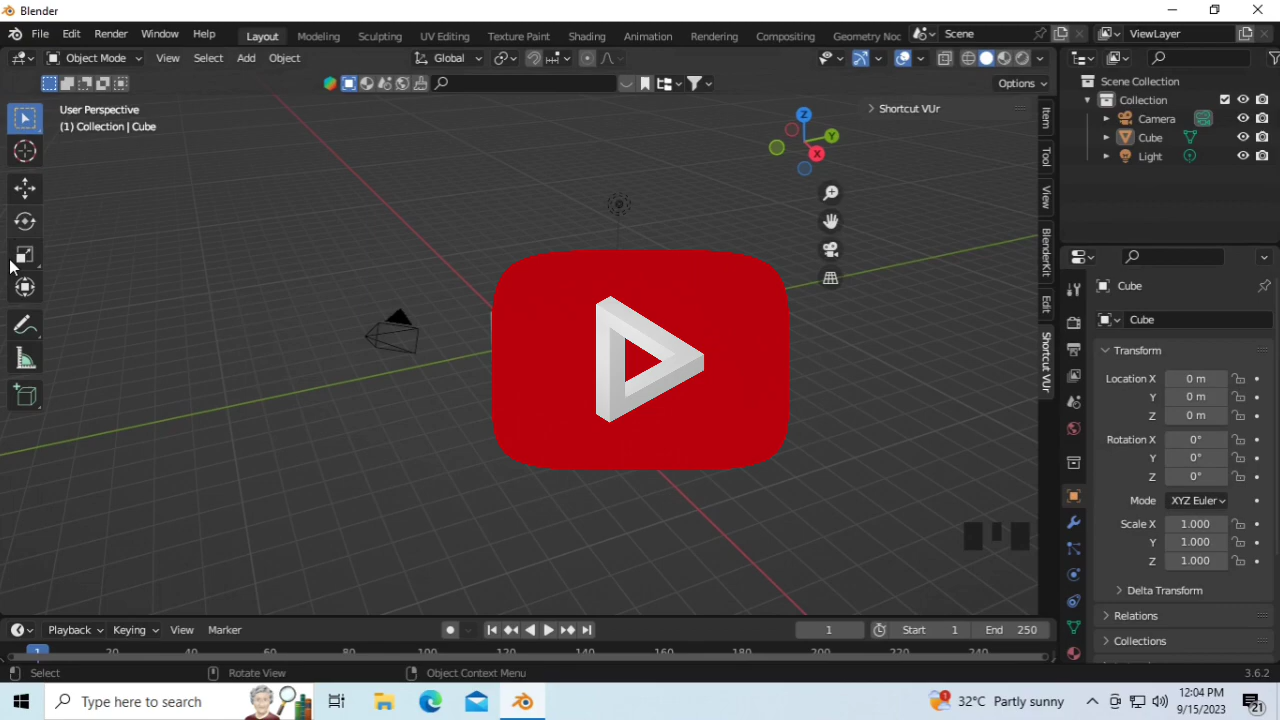 Blender
File Edit Render Window Help Layout Modeling Sculpting UV Editing Texture Paint Shading Animation Rendering Compositing Geometry Noc Scene ViewLayer
Object Mode View Select Add Object Global
Options
User Perspective
(1) Collection | Cube
Shortcut VUr
Z
Y
X
Item
Tool
View
BlenderKit
Edit
Shortcut VUr
Scene Collection
Collection
Camera
Cube
Light
Cube
Cube
Transform
Location X 0 m
Y 0 m
Z 0 m
Rotation X 0°
Y 0°
Z 0°
Mode XYZ Euler
Scale X 1.000
Y 1.000
Z 1.000
Delta Transform
Relations
Collections
Playback Keying View Marker 1 Start 1 End 250
1 20 40 60 80 100 120 140 160 180 200 220 240
Select Rotate View Object Context Menu 3.6.2
Type here to search 32°C Partly sunny 12:04 PM
9/15/2023 21